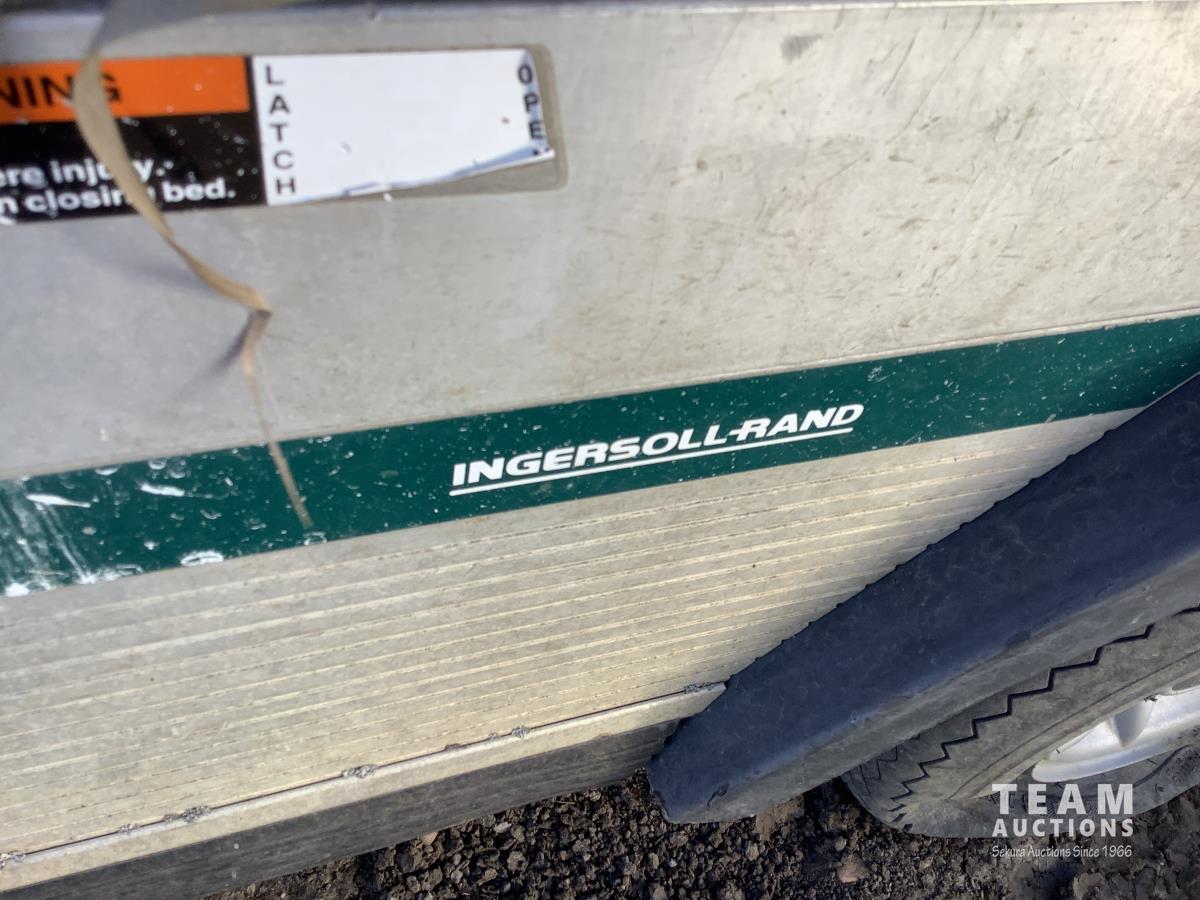 NING
LATCH
OPE
ere injury.
n closing bed.
INGERSOLL-RAND
TEAM
AUCTIONS
Sekura Auctions Since 1966